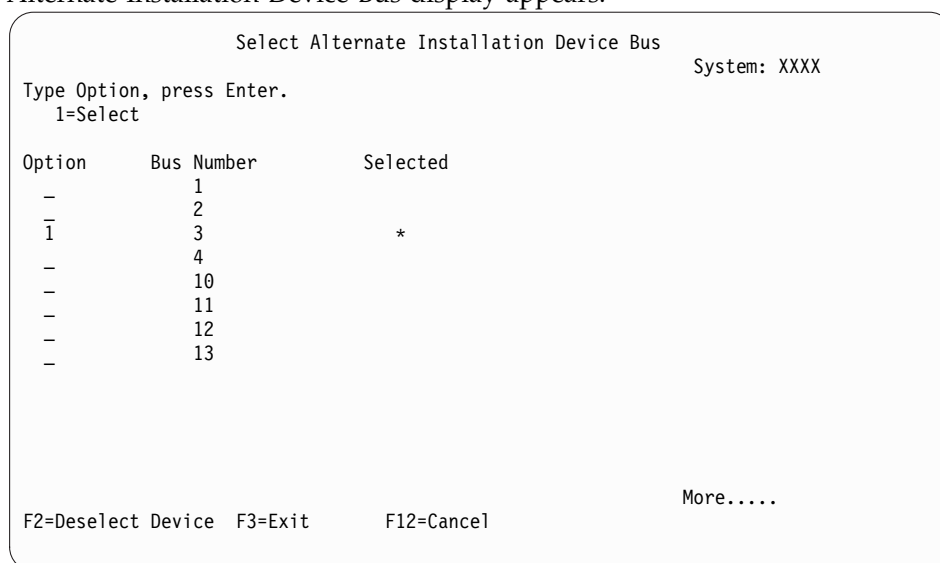 Alternate Installation Device Bus display appears.
Select Alternate Installation Device Bus
System: XXXX
Type Option, press Enter.
1=Select
Option Bus Number Selected
_ 1
_ 2
1 3 *
_ 4
_ 10
_ 11
_ 12
_ 13
More.....
F2=Deselect Device F3=Exit F12=Cancel